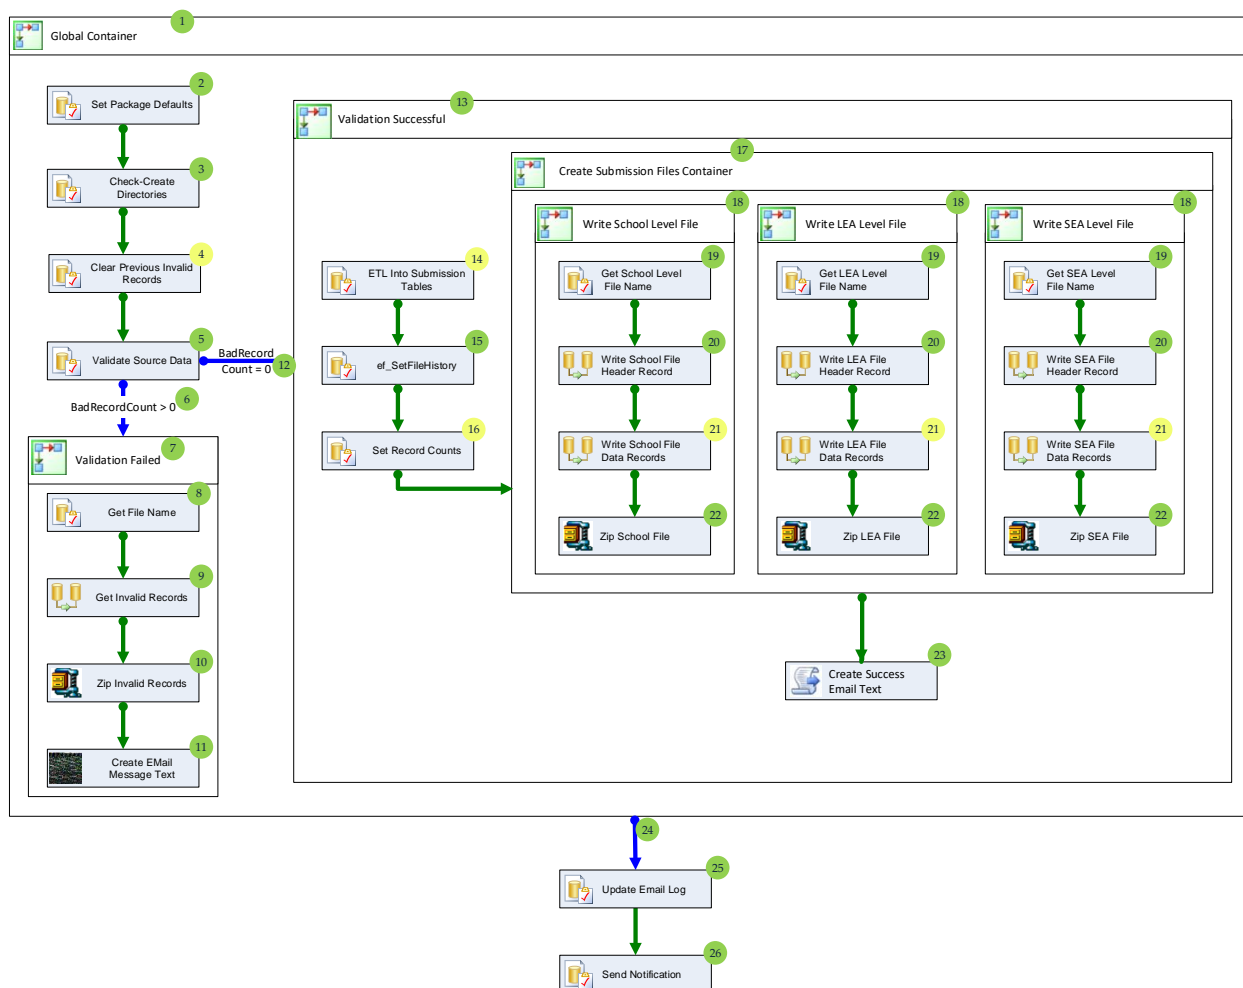 1
Global Container
2
Set Package Defaults
3
Check-Create
Directories
4
Clear Previous Invalid
Records
5
Validate Source Data
BadRecord
Count = 0
12
6
BadRecordCount > 0
7
Validation Failed
8
Get File Name
9
Get Invalid Records
10
Zip Invalid Records
11
Create EMail
Message Text
13
Validation Successful
14
ETL Into Submission
Tables
15
ef_SetFileHistory
16
Set Record Counts
17
Create Submission Files Container
18
Write School Level File
19
Get School Level
File Name
20
Write School File
Header Record
21
Write School File
Data Records
22
Zip School File
18
Write LEA Level File
19
Get LEA Level
File Name
20
Write LEA File
Header Record
21
Write LEA File
Data Records
22
Zip LEA File
18
Write SEA Level File
19
Get SEA Level
File Name
20
Write SEA File
Header Record
21
Write SEA File
Data Records
22
Zip SEA File
23
Create Success
Email Text
24
25
Update Email Log
26
Send Notification